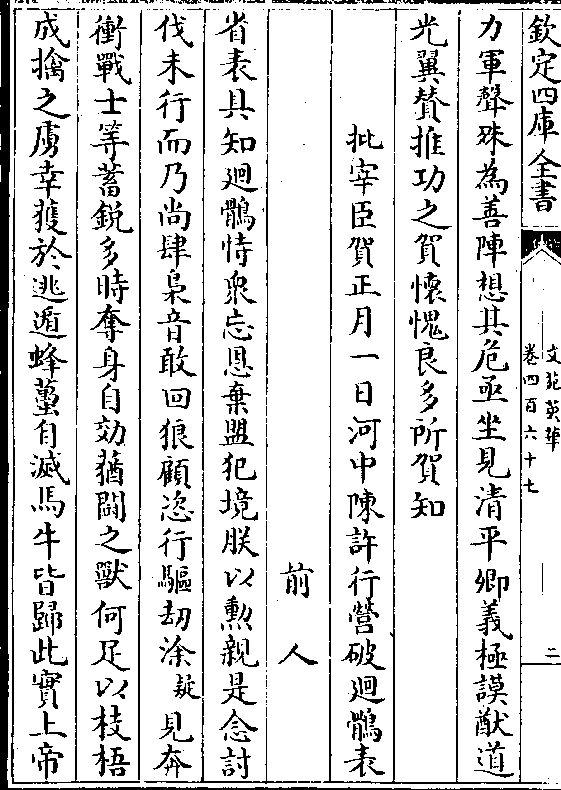 欽定四庫全書
文苑英華
卷四百六十七
二
力軍聲殊為善陣想其危亟坐見清平卿義極謨猷道
光翼賛推功之賀懷愧良多所賀知
批宰臣賀正月一日河中陳許行營破迴鶻表
前人
省表具知迴鶻恃衆忘恩棄盟犯境朕以勲親是念討
伐未行而乃尚肆梟音敢回狼顧恣行驅刼涂疑見奔
衝戰士等蓄銳多時奪身自効猶鬭之獸何足以枝梧
成擒之虜幸獲於逃遁蜂蠆自滅馬牛皆歸此實上帝